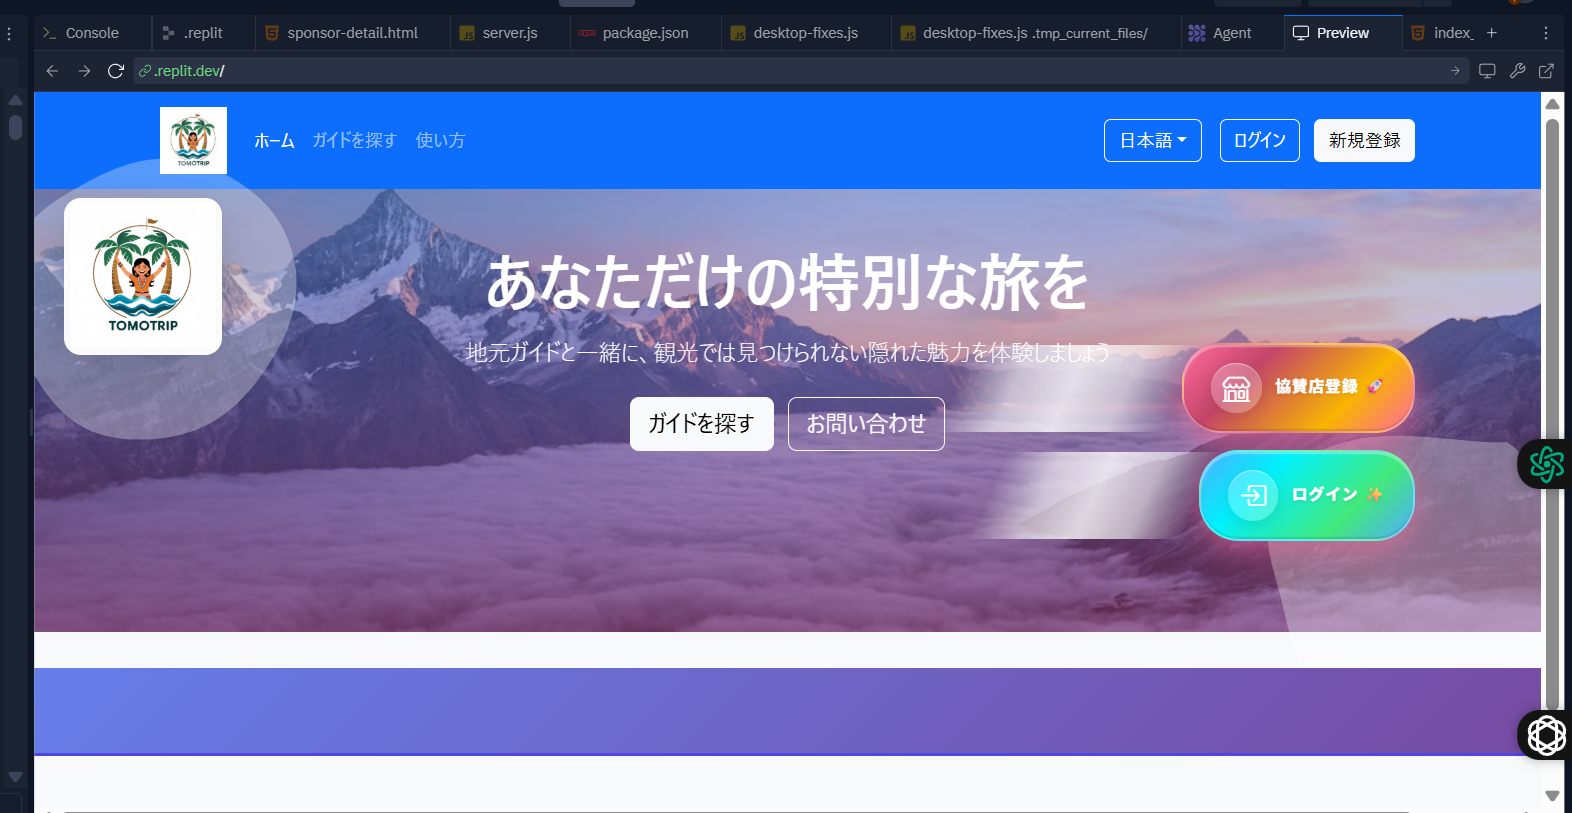 Console
.replit
sponsor-detail.html
server.js
package.json
desktop-fixes.js
desktop-fixes.js .tmp_current_files/
Agent
Preview
index_
.replit.dev/
TOMOTRIP
ホーム
ガイドを探す
使い方
日本語
ログイン
新規登録
TOMOTRIP
あなただけの特別な旅を
地元ガイドと一緒に、観光では見つけられない隠れた魅力を体験しましょう
ガイドを探す
お問い合わせ
協賛店登録 🚀
ログイン ✨